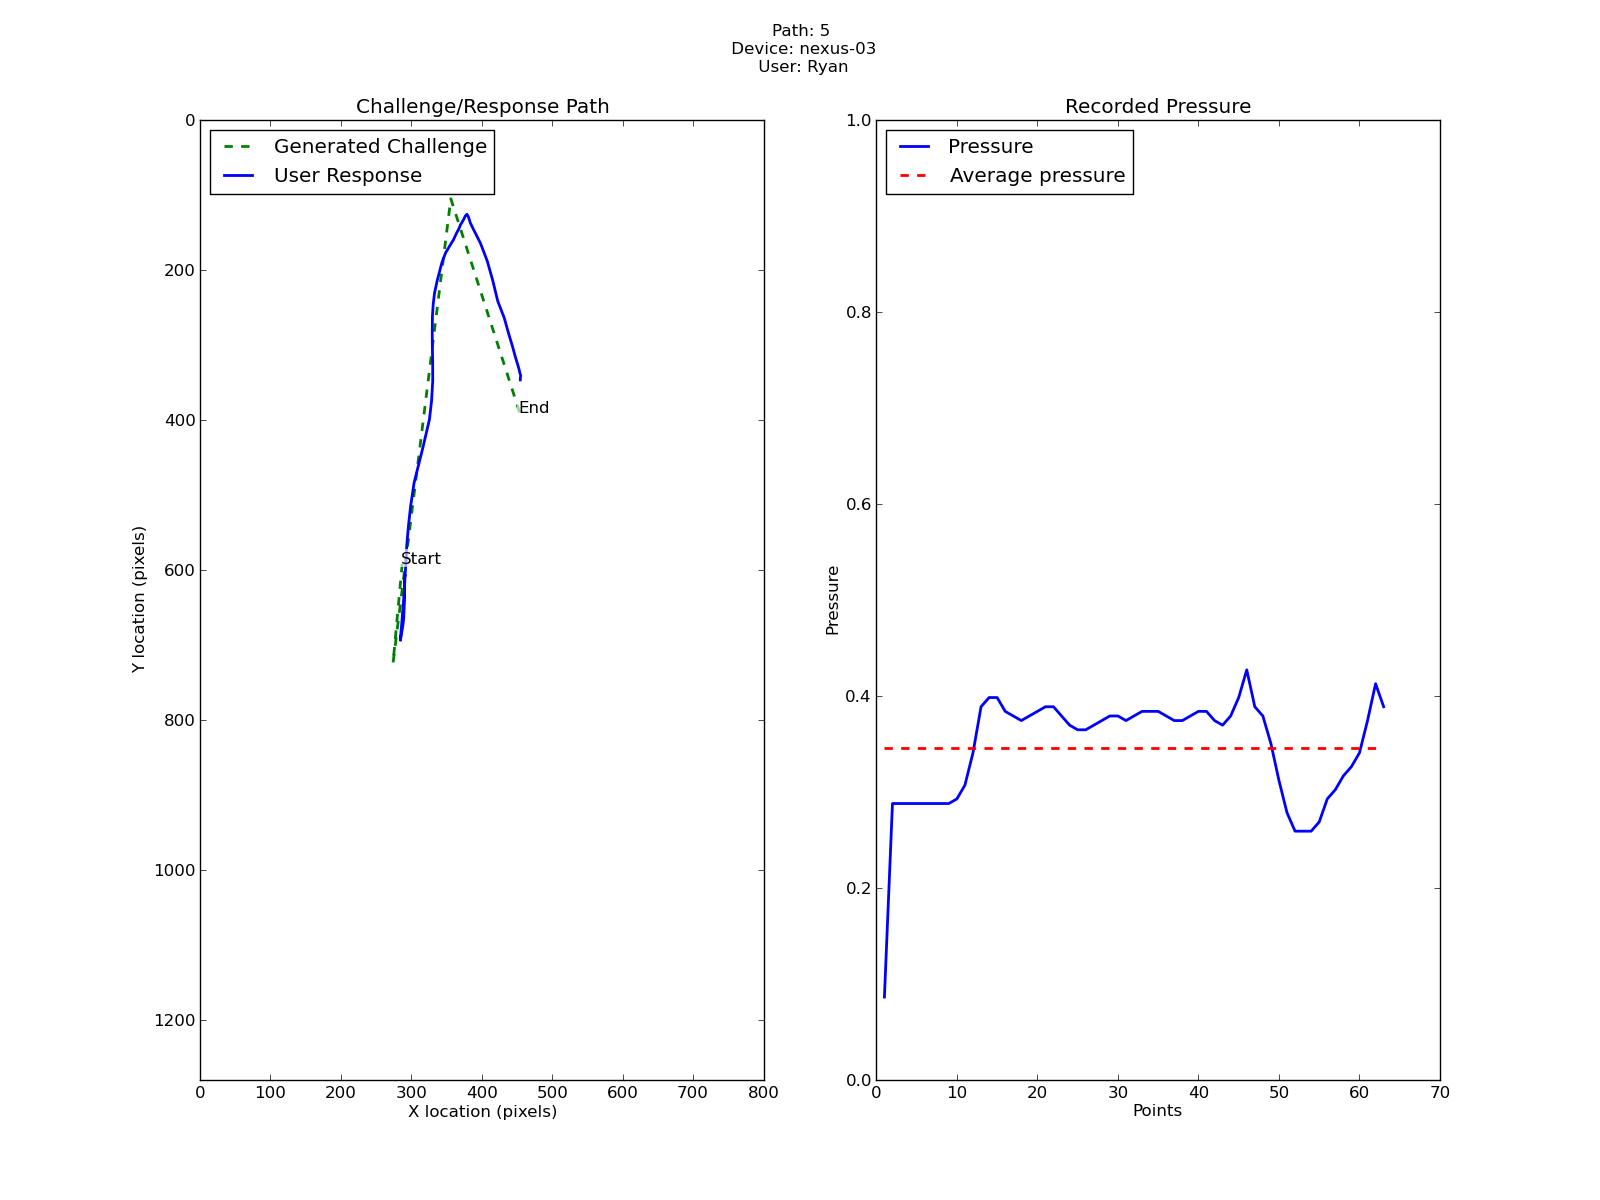 Path: 5
Device: nexus-03
User: Ryan
Challenge/Response Path
Generated Challenge
User Response
Start
End
0
200
400
600
800
1000
1200
Y location (pixels)
0 100 200 300 400 500 600 700 800
X location (pixels)
Recorded Pressure
Pressure
Average pressure
1.0
0.8
0.6
0.4
0.2
0.0
Pressure
0 10 20 30 40 50 60 70
Points